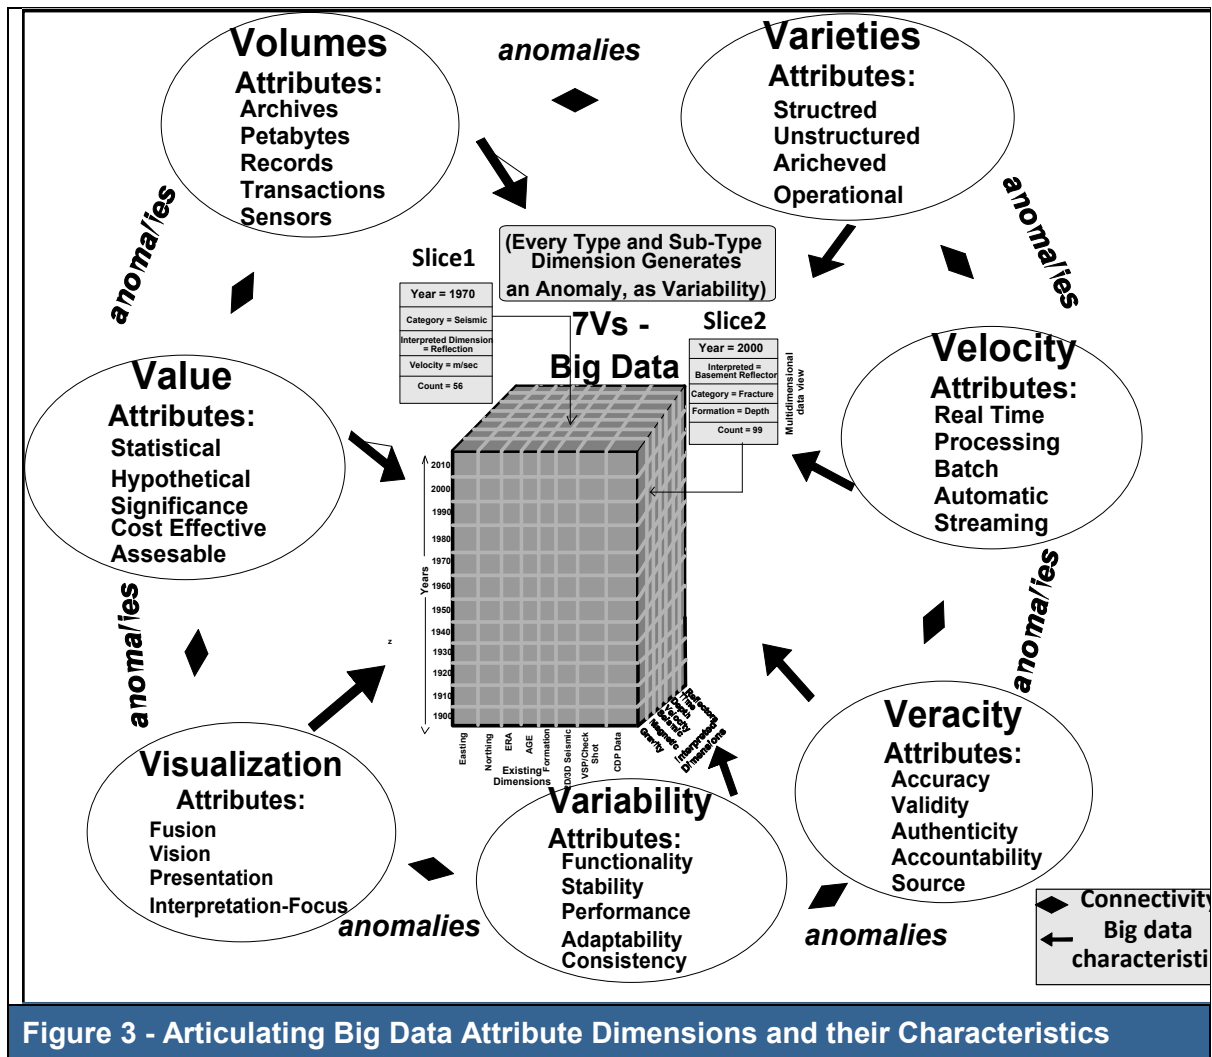 Volumes
Attributes:
Archives
Petabytes
Records
Transactions
Sensors
anomalies
Varieties
Attributes:
Structred
Unstructured
Aricheved
Operational
anomalies
anomalies
(Every Type and Sub-Type
Dimension Generates
an Anomaly, as Variability)
Slice1
Year = 1970
Category = Seismic
Interpreted Dimension
= Reflection
Velocity = m/sec
Count = 56
7Vs -
Big Data
Slice2
Year = 2000
Interpreted =
Basement Reflector
Category = Fracture
Formation = Depth
Count = 99
Multidimensional
data view
Value
Attributes:
Statistical
Hypothetical
Significance
Cost Effective
Assesable
Velocity
Attributes:
Real Time
Processing
Batch
Automatic
Streaming
2010
2000
1990
1980
1970
1960
1950
1940
1930
1920
1910
1900
Years
z
anomalies
anomalies
Easting
Northing
ERA
AGE
Formation
2D/3D Seismic
VSP/Check
Shot
CDP Data
Existing
Dimensions
Reflectors
Time
Depth
Velocity
Seismic
Magnetic
Gravity
Interpreted
Dimensions
Visualization
Attributes:
Fusion
Vision
Presentation
Interpretation-Focus
Variability
Attributes:
Functionality
Stability
Performance
Adaptability
Consistency
Veracity
Attributes:
Accuracy
Validity
Authenticity
Accountability
Source
anomalies
anomalies
Connectivity
Big data
characteristi
Figure 3 - Articulating Big Data Attribute Dimensions and their Characteristics